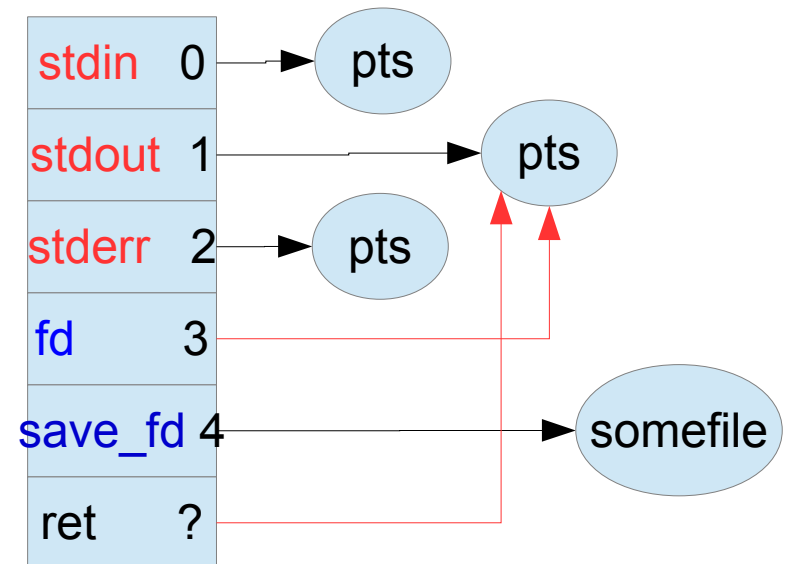 stdin 0 pts
stdout 1 pts
stderr 2 pts
fd 3
save_fd 4 somefile
ret ?